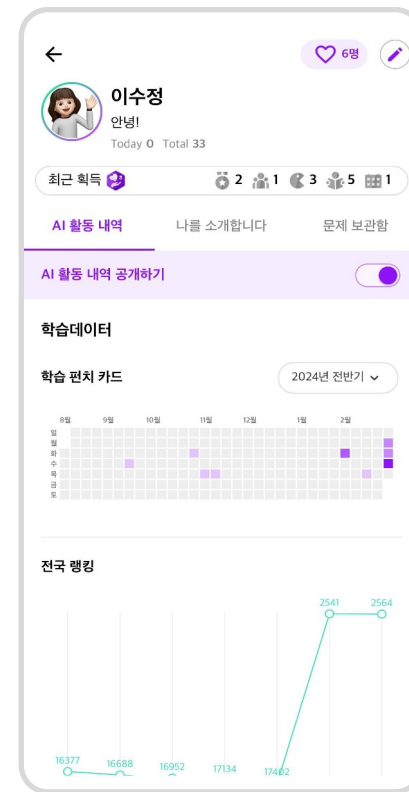 6명
이수정
안녕!
Today 0 Total 33
최근 획득 2 1 3 5 1
AI 활동 내역 나를 소개합니다 문제 보관함
AI 활동 내역 공개하기
학습데이터
학습 펀치 카드 2024년 전반기
8월 9월 10월 11월 12월 1월 2월
일
월
화
수
목
금
토
전국 랭킹
2541 2564
16377 16688 16952 17134 17402